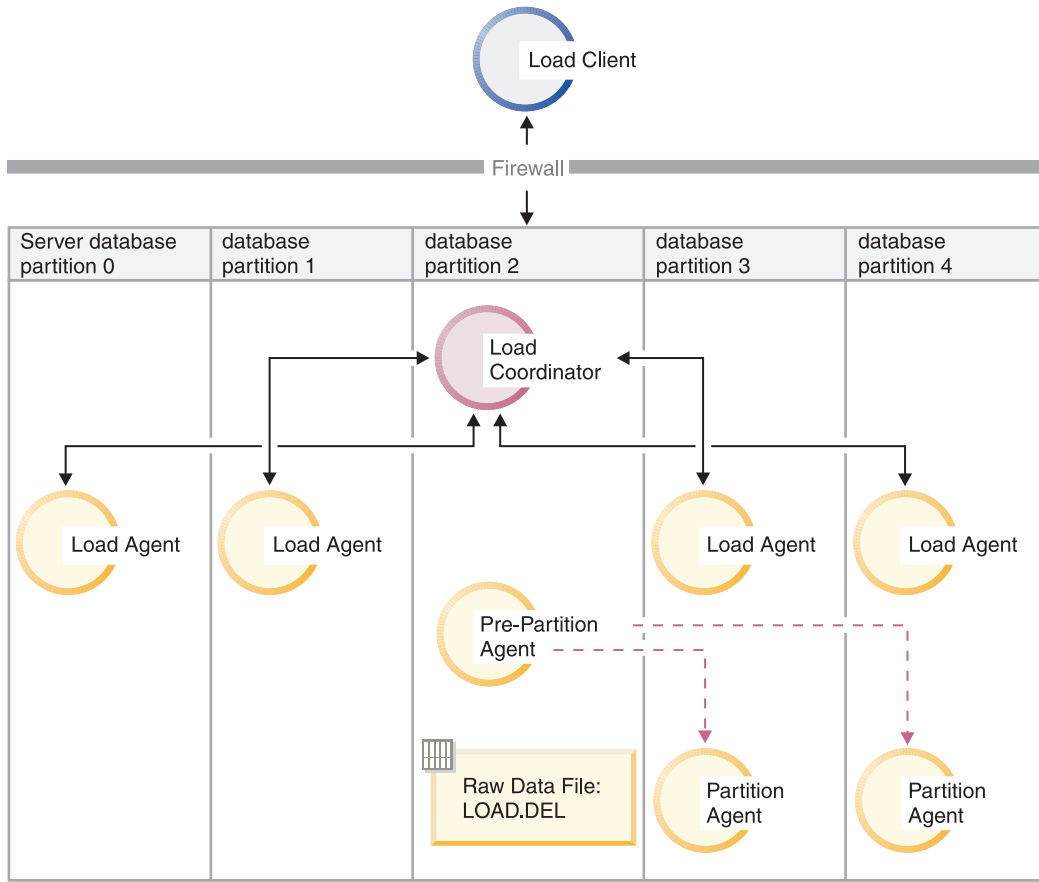 Load Client
Firewall
Server database
partition 0
database
partition 1
database
partition 2
database
partition 3
database
partition 4
Load
Coordinator
Load Agent
Load Agent
Load Agent
Load Agent
Pre-Partition
Agent
Raw Data File:
LOAD.DEL
Partition
Agent
Partition
Agent